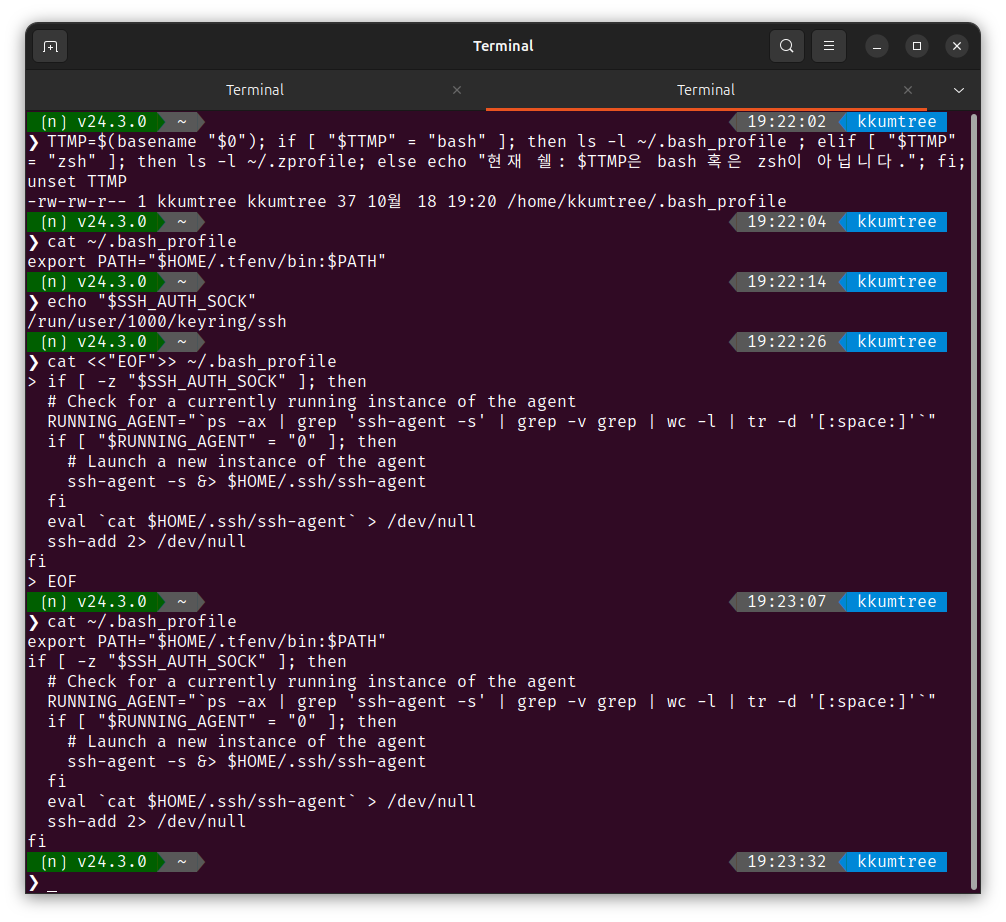 Terminal
Terminal
Terminal
(n) v24.3.0 ~ 19:22:02 kkumtree
❯ TTMP=$(basename "$0"); if [ "$TTMP" = "bash" ]; then ls -l ~/.bash_profile ; elif [ "$TTMP"
= "zsh" ]; then ls -l ~/.zprofile; else echo "현재 쉘: $TTMP은 bash 혹은 zsh이 아닙니다."; fi;
unset TTMP
-rw-rw-r-- 1 kkumtree kkumtree 37 10월 18 19:20 /home/kkumtree/.bash_profile
(n) v24.3.0 ~ 19:22:04 kkumtree
❯ cat ~/.bash_profile
export PATH="$HOME/.tfenv/bin:$PATH"
(n) v24.3.0 ~ 19:22:14 kkumtree
❯ echo "$SSH_AUTH_SOCK"
/run/user/1000/keyring/ssh
(n) v24.3.0 ~ 19:22:26 kkumtree
❯ cat <<"EOF">> ~/.bash_profile
> if [ -z "$SSH_AUTH_SOCK" ]; then
  # Check for a currently running instance of the agent
  RUNNING_AGENT="`ps -ax | grep 'ssh-agent -s' | grep -v grep | wc -l | tr -d '[:space:]'`"
  if [ "$RUNNING_AGENT" = "0" ]; then
    # Launch a new instance of the agent
    ssh-agent -s &> $HOME/.ssh/ssh-agent
  fi
  eval `cat $HOME/.ssh/ssh-agent` > /dev/null
  ssh-add 2> /dev/null
fi
> EOF
(n) v24.3.0 ~ 19:23:07 kkumtree
❯ cat ~/.bash_profile
export PATH="$HOME/.tfenv/bin:$PATH"
if [ -z "$SSH_AUTH_SOCK" ]; then
  # Check for a currently running instance of the agent
  RUNNING_AGENT="`ps -ax | grep 'ssh-agent -s' | grep -v grep | wc -l | tr -d '[:space:]'`"
  if [ "$RUNNING_AGENT" = "0" ]; then
    # Launch a new instance of the agent
    ssh-agent -s &> $HOME/.ssh/ssh-agent
  fi
  eval `cat $HOME/.ssh/ssh-agent` > /dev/null
  ssh-add 2> /dev/null
fi
(n) v24.3.0 ~ 19:23:32 kkumtree
❯ _